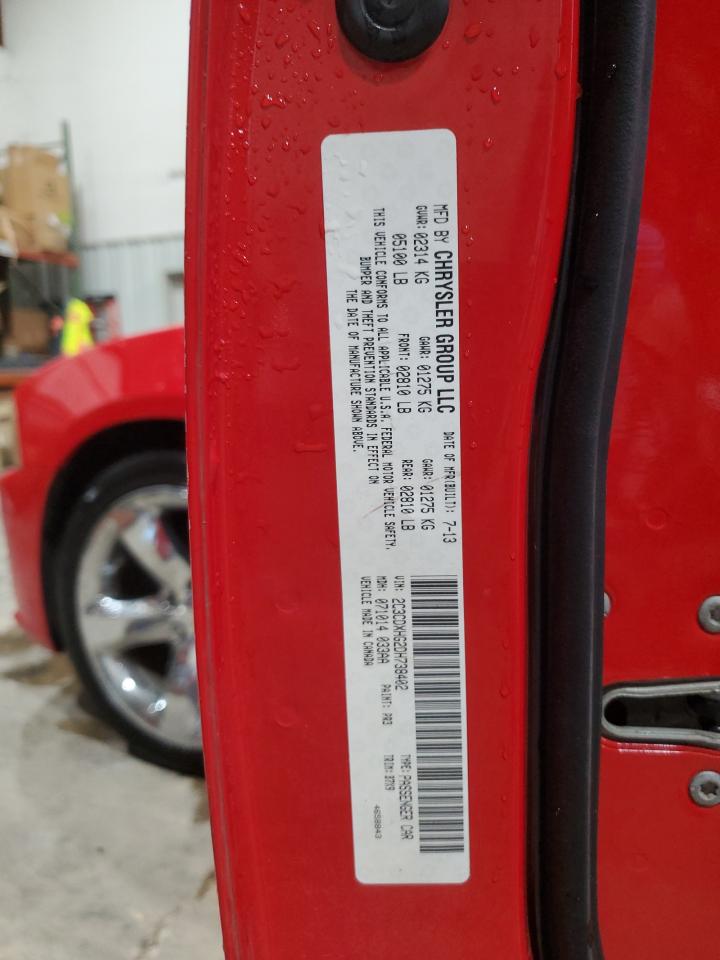 MFD BY CHRYSLER GROUP LLC DATE OF MFR(BUILT): 7-13
GVWR: 02314 KG GAWR: 01275 KG GAWR: 01275 KG
05100 LB FRONT: 02810 LB REAR: 02810 LB
THIS VEHICLE CONFORMS TO ALL APPLICABLE U.S.A. FEDERAL MOTOR VEHICLE SAFETY,
BUMPER AND THEFT PREVENTION STANDARDS IN EFFECT ON
THE DATE OF MANUFACTURE SHOWN ABOVE.
VIN: 2C3CDXHG2DH738402 TYPE: PASSENGER CAR
MDH: 071014 033AA PAINT: PR3 TRIM: B7X9
VEHICLE MADE IN CANADA 46588043